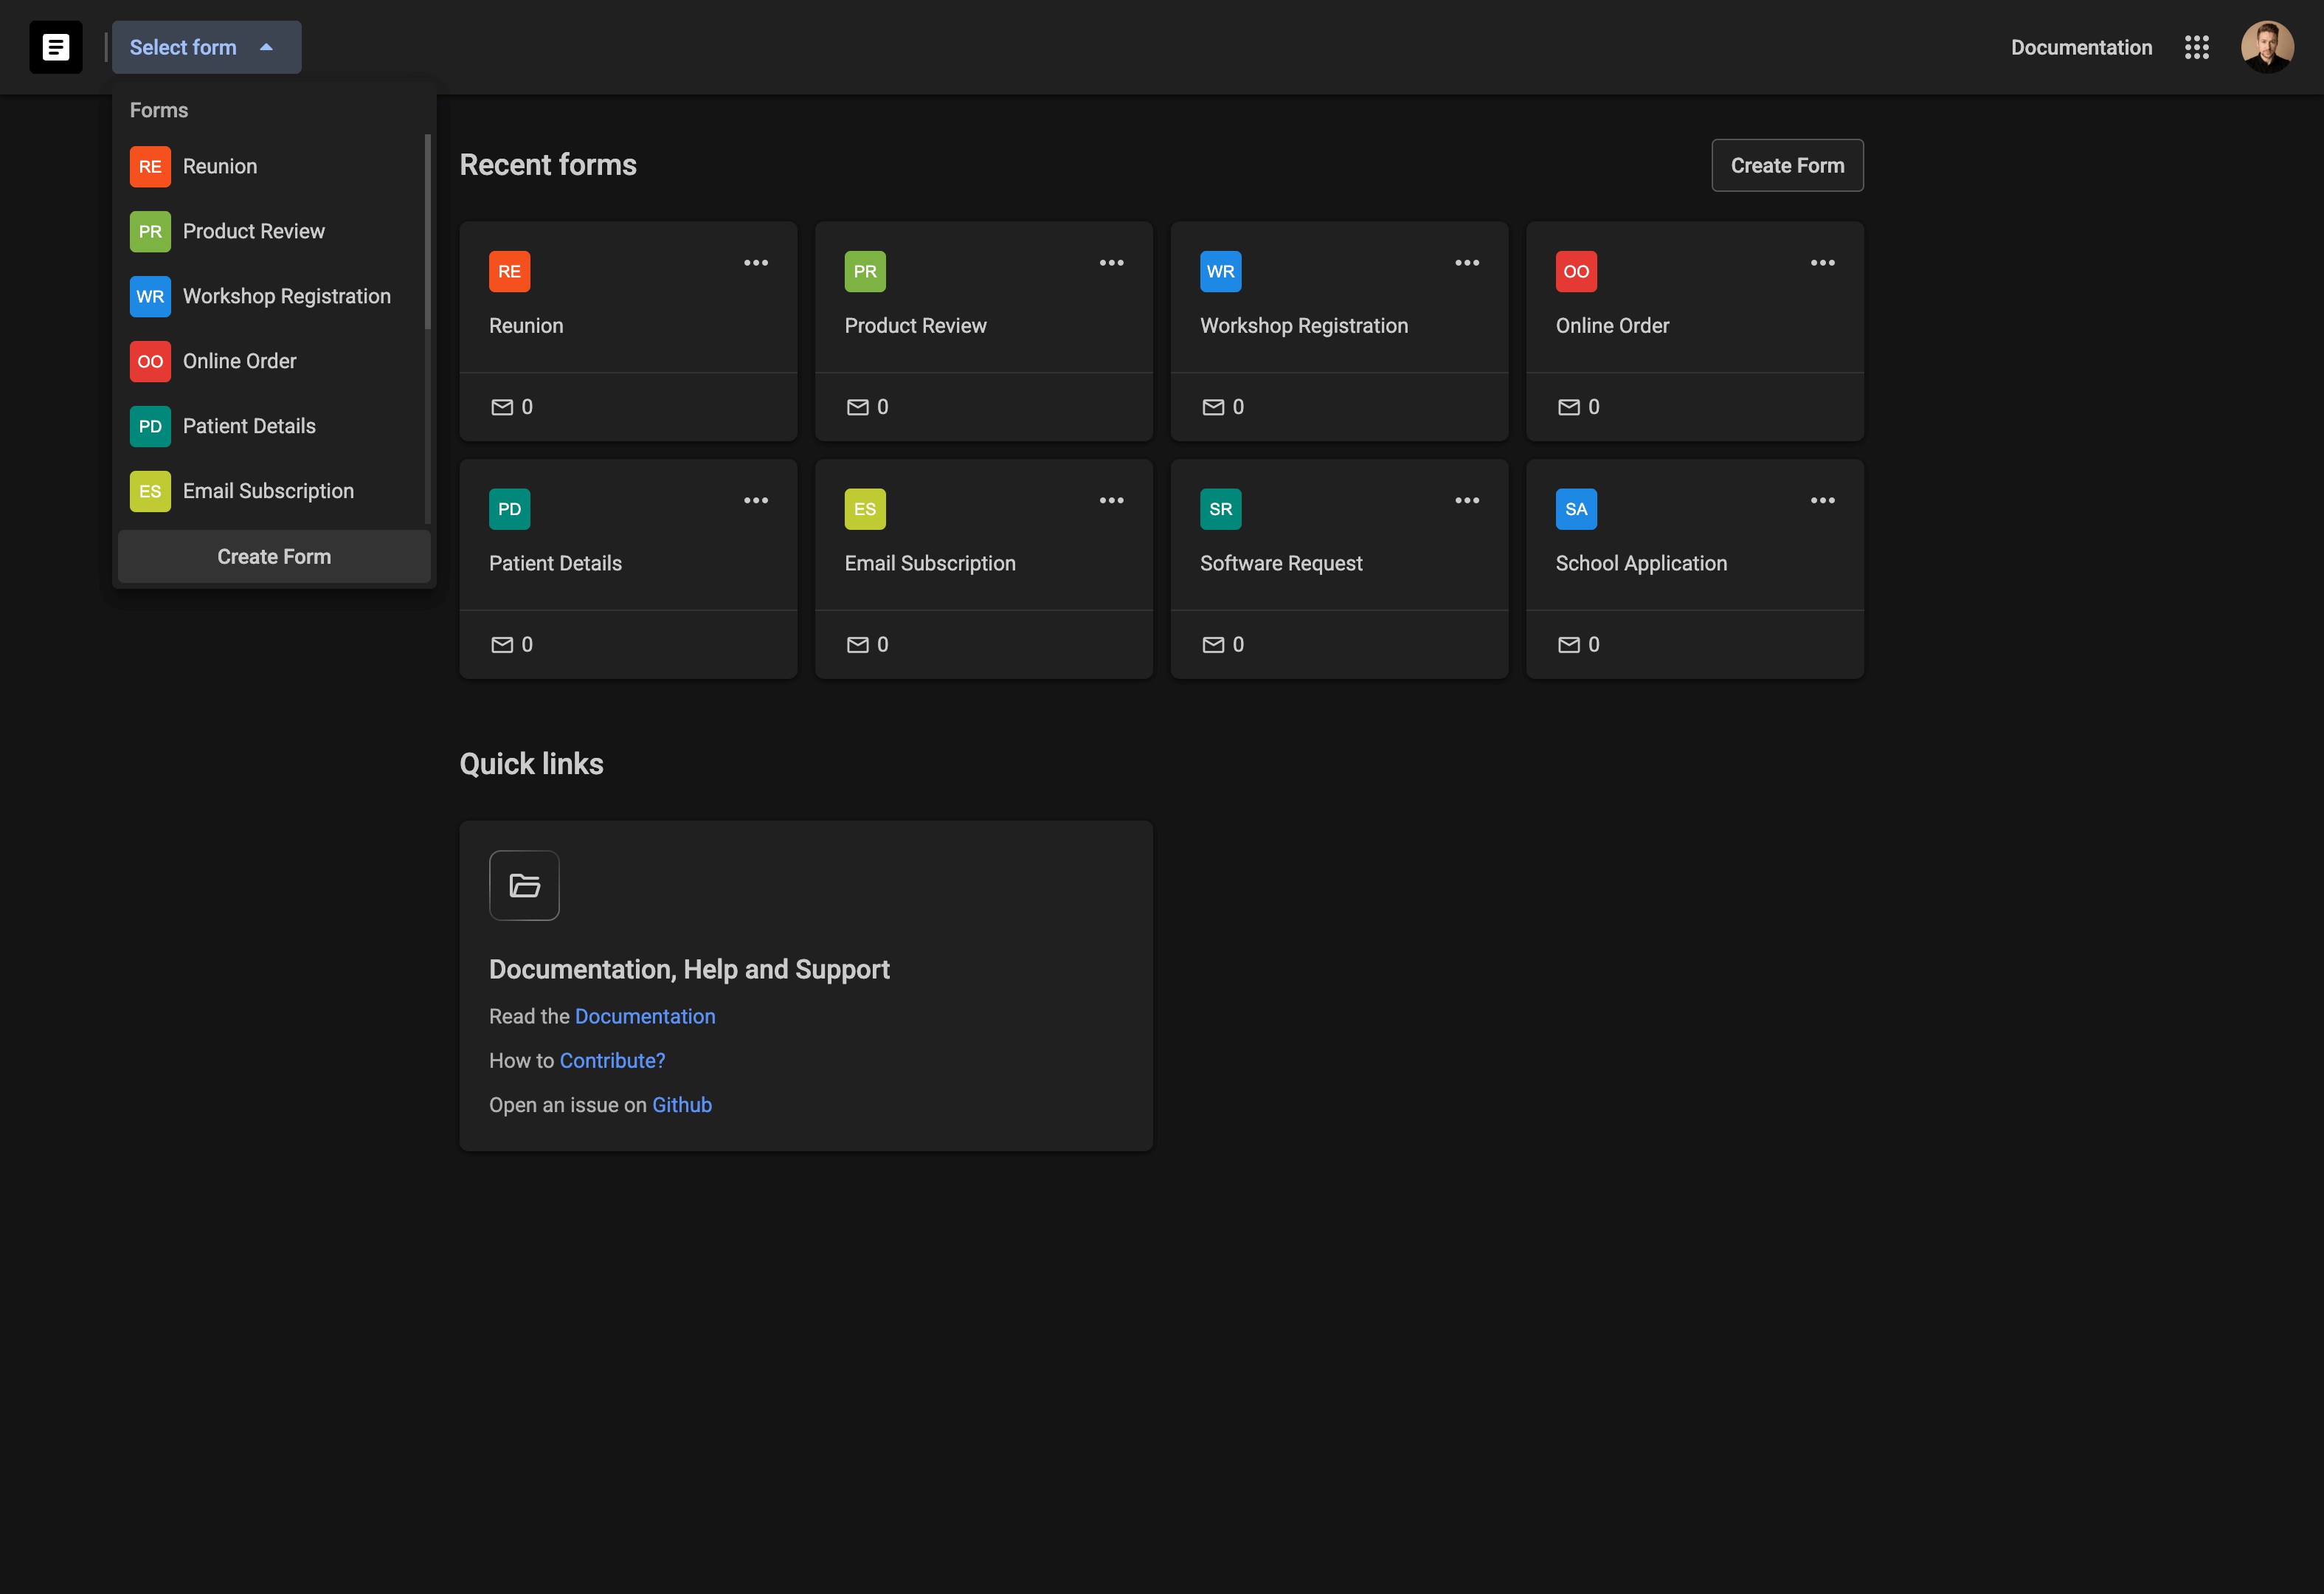 Select form
Documentation
Forms
RE Reunion
PR Product Review
WR Workshop Registration
OO Online Order
PD Patient Details
ES Email Subscription
Create Form
Recent forms
Create Form
RE
Reunion
0
PR
Product Review
0
WR
Workshop Registration
0
OO
Online Order
0
PD
Patient Details
0
ES
Email Subscription
0
SR
Software Request
0
SA
School Application
0
Quick links
Documentation, Help and Support
Read the Documentation
How to Contribute?
Open an issue on Github